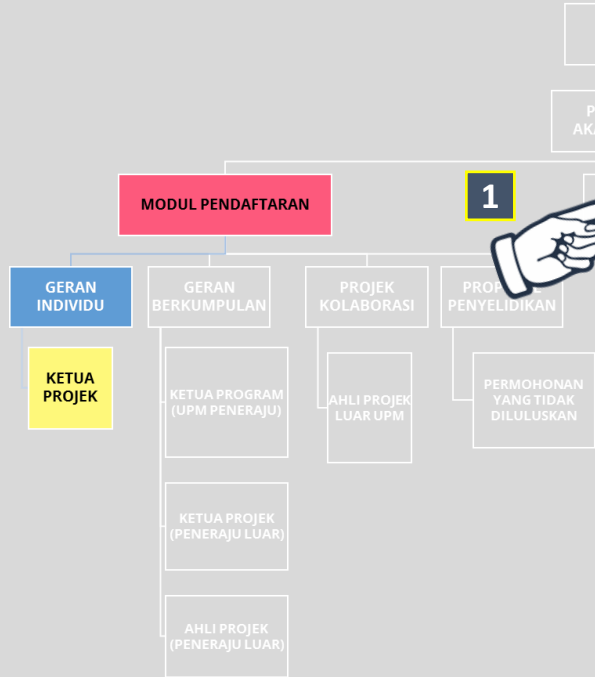 MODUL PENDAFTARAN
1
GERAN
INDIVIDU
GERAN
BERKUMPULAN
PROJEK
KOLABORASI
PENYELIDIKAN
KETUA
PROJEK
KETUA PROGRAM
(UPM PENERAJU)
AHLI PROJEK
LUAR UPM
PERMOHONAN
YANG TIDAK
DILULUSKAN
KETUA PROJEK
(PENERAJU LUAR)
AHLI PROJEK
(PENERAJU LUAR)